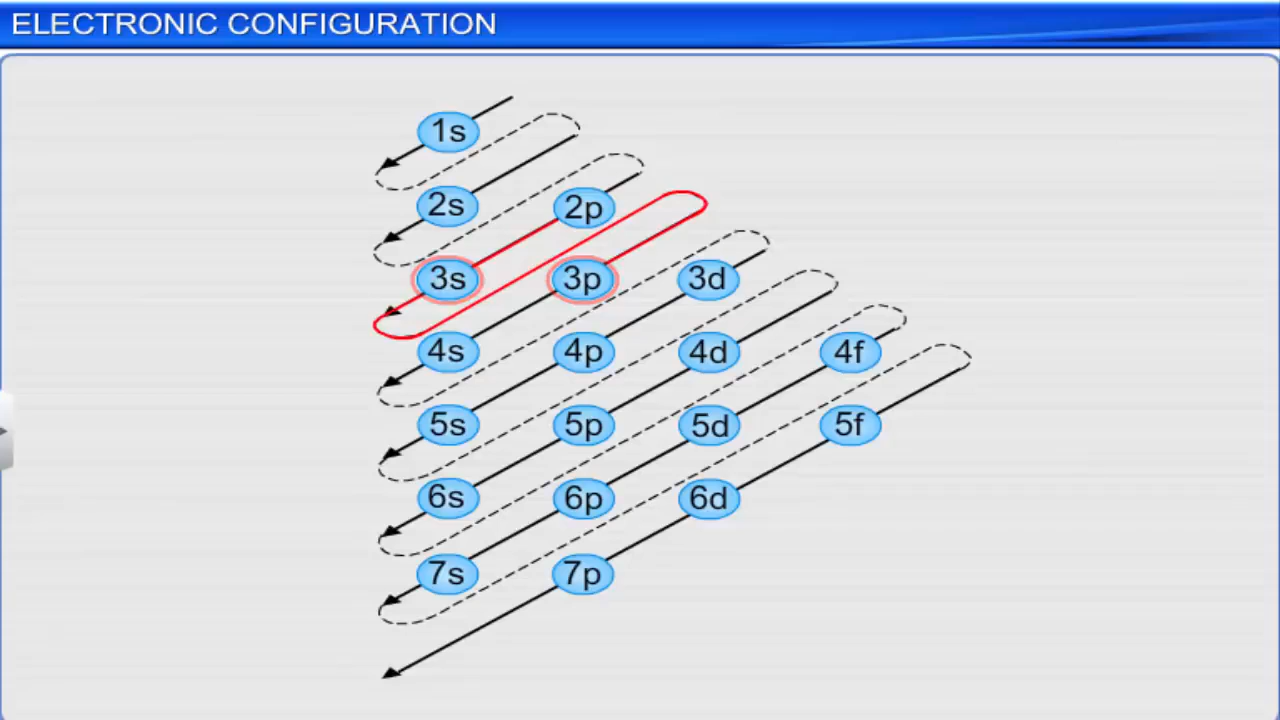 ELECTRONIC CONFIGURATION
1s
2s 2p
3s 3p 3d
4s 4p 4d 4f
5s 5p 5d 5f
6s 6p 6d
7s 7p